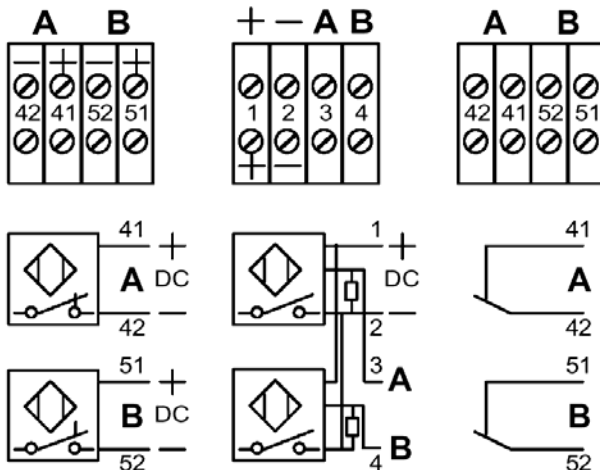 A B + − A B A B
− + − +
42 41 52 51 1 2 3 4 42 41 52 51
+ −
41 + 1 + 41
A DC DC A
42 − 2 − 42
51 + 3 A 51
B DC B
52 − 4 B 52